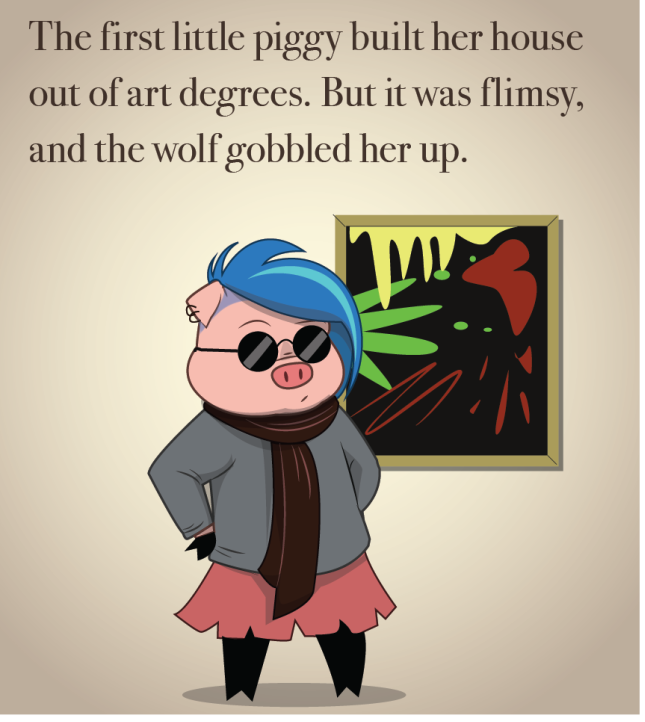 The first little piggy built her house
out of art degrees. But it was flimsy,
and the wolf gobbled her up.